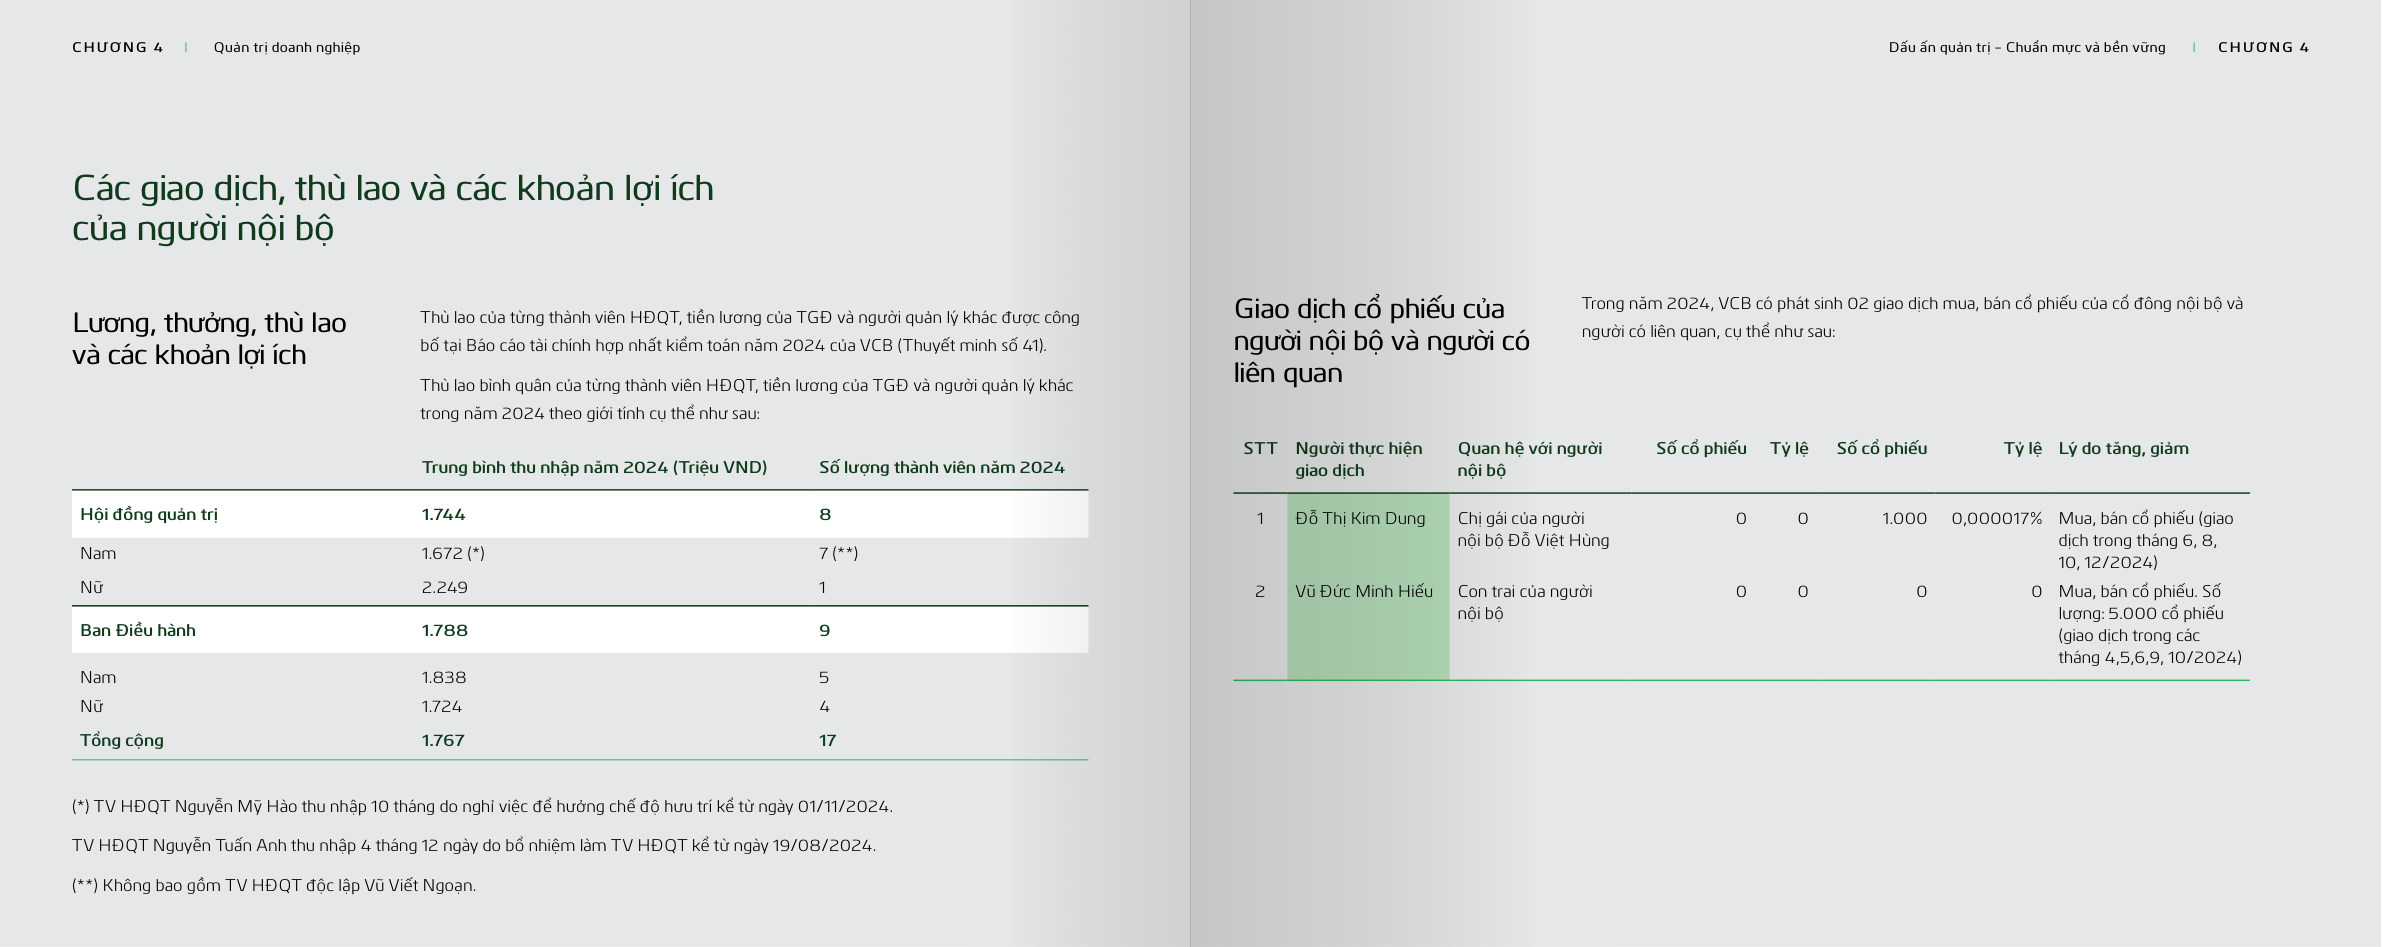 CHƯƠNG 4 | Quản trị doanh nghiệp
Các giao dịch, thù lao và các khoản lợi ích
của người nội bộ
Lương, thưởng, thù lao
và các khoản lợi ích
Thù lao của từng thành viên HĐQT, tiền lương của TGĐ và người quản lý khác được công
bố tại Báo cáo tài chính hợp nhất kiểm toán năm 2024 của VCB (Thuyết minh số 41).
Thù lao bình quân của từng thành viên HĐQT, tiền lương của TGĐ và người quản lý khác
trong năm 2024 theo giới tính cụ thể như sau:
Trung bình thu nhập năm 2024 (Triệu VND) Số lượng thành viên năm 2024
Hội đồng quản trị 1.744 8
Nam 1.672 (*) 7 (**)
Nữ 2.249 1
Ban Điều hành 1.788 9
Nam 1.838 5
Nữ 1.724 4
Tổng cộng 1.767 17
(*) TV HĐQT Nguyễn Mỹ Hào thu nhập 10 tháng do nghỉ việc để hưởng chế độ hưu trí kể từ ngày 01/11/2024.
TV HĐQT Nguyễn Tuấn Anh thu nhập 4 tháng 12 ngày do bổ nhiệm làm TV HĐQT kể từ ngày 19/08/2024.
(**) Không bao gồm TV HĐQT độc lập Vũ Viết Ngoạn.
Dấu ấn quản trị – Chuẩn mực và bền vững | CHƯƠNG 4
Giao dịch cổ phiếu của
người nội bộ và người có
liên quan
Trong năm 2024, VCB có phát sinh 02 giao dịch mua, bán cổ phiếu của cổ đông nội bộ và
người có liên quan, cụ thể như sau:
STT Người thực hiện Quan hệ với người Số cổ phiếu Tỷ lệ Số cổ phiếu Tỷ lệ Lý do tăng, giảm
giao dịch nội bộ
1 Đỗ Thị Kim Dung Chị gái của người 0 0 1.000 0,000017% Mua, bán cổ phiếu (giao
nội bộ Đỗ Việt Hùng dịch trong tháng 6, 8,
10, 12/2024)
2 Vũ Đức Minh Hiếu Con trai của người 0 0 0 0 Mua, bán cổ phiếu. Số
nội bộ lượng: 5.000 cổ phiếu
(giao dịch trong các
tháng 4,5,6,9, 10/2024)